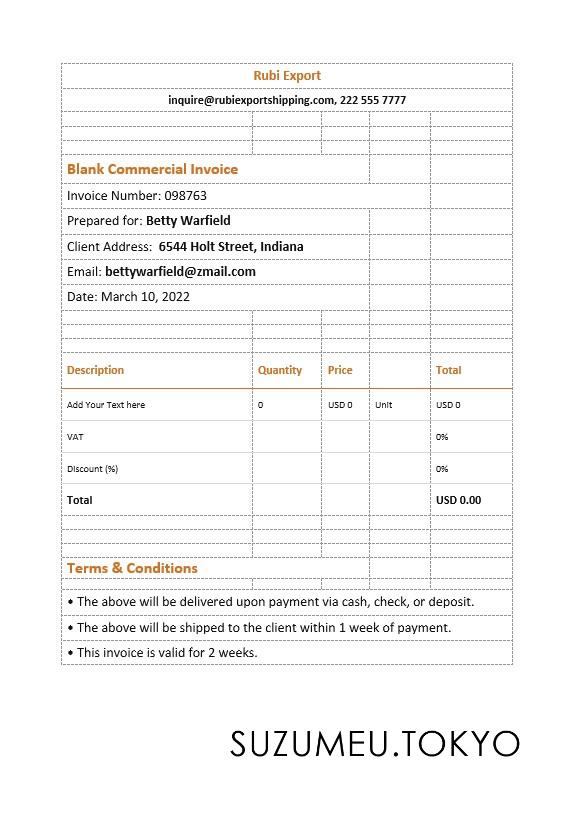 Rubi Export
inquire@rubiexportshipping.com, 222 555 7777
Blank Commercial Invoice
Invoice Number: 098763
Prepared for: Betty Warfield
Client Address: 6544 Holt Street, Indiana
Email: bettywarfield@zmail.com
Date: March 10, 2022
Description Quantity Price Total
Add Your Text here 0 USD 0 Unit USD 0
VAT 0%
Discount (%) 0%
Total USD 0.00
Terms & Conditions
• The above will be delivered upon payment via cash, check, or deposit.
• The above will be shipped to the client within 1 week of payment.
• This invoice is valid for 2 weeks.
SUZUMEU.TOKYO